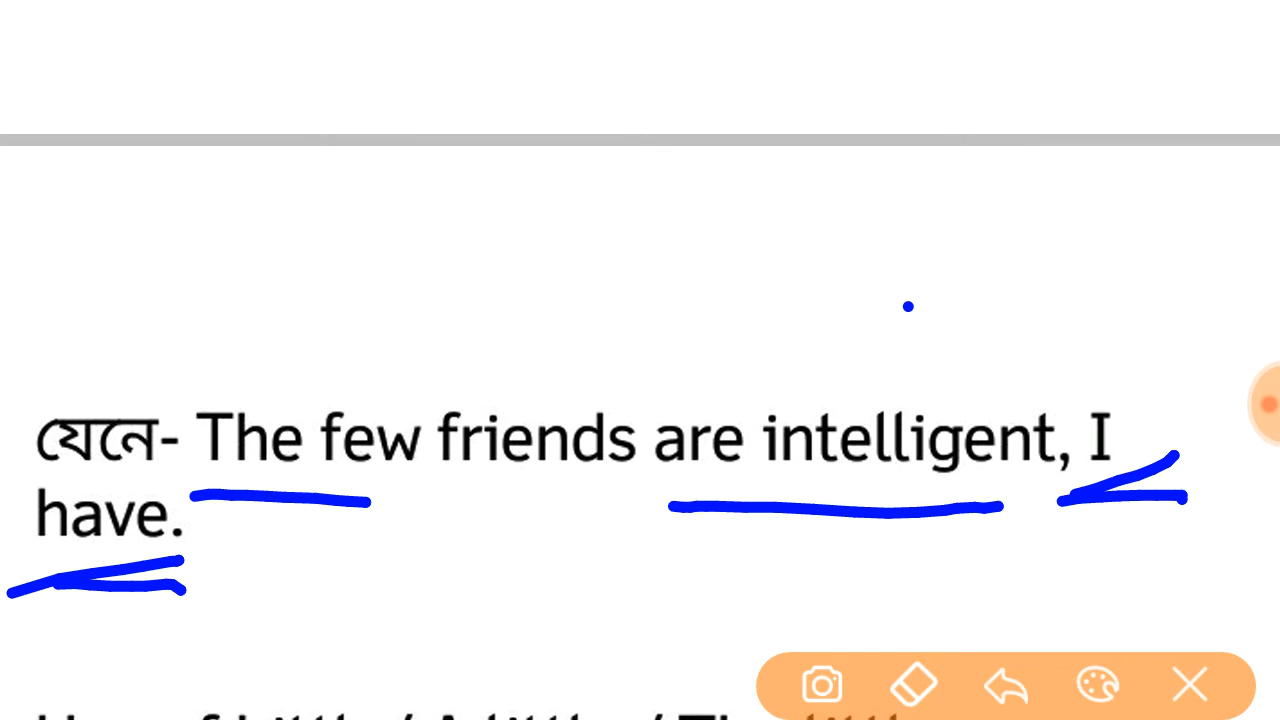 যেনে- The few friends are intelligent, I
have.